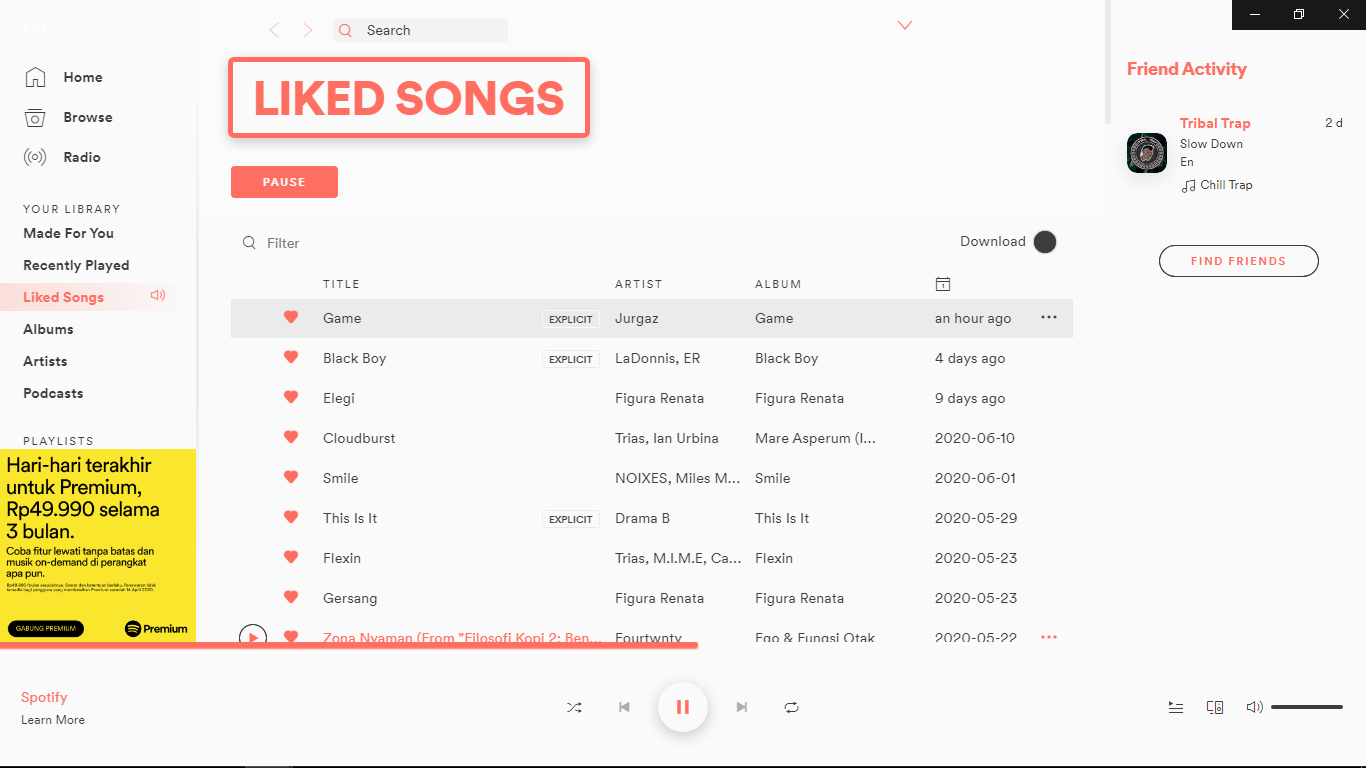 Search
Home
Browse
Radio
YOUR LIBRARY
Made For You
Recently Played
Liked Songs
Albums
Artists
Podcasts
PLAYLISTS
Hari-hari terakhir
untuk Premium,
Rp49.990 selama
3 bulan.
Coba fitur lewati tanpa batas dan
musik on-demand di perangkat
apa pun.
GABUNG PREMIUM
Premium
LIKED SONGS
PAUSE
Filter
Download
TITLE ARTIST ALBUM
Game EXPLICIT Jurgaz Game an hour ago
Black Boy EXPLICIT LaDonnis, ER Black Boy 4 days ago
Elegi Figura Renata Figura Renata 9 days ago
Cloudburst Trias, Ian Urbina Mare Asperum (I... 2020-06-10
Smile NOIXES, Miles M... Smile 2020-06-01
This Is It EXPLICIT Drama B This Is It 2020-05-29
Flexin Trias, M.I.M.E, Ca... Flexin 2020-05-23
Gersang Figura Renata Figura Renata 2020-05-23
Zona Nyaman (From "Filosofi Kopi 2: Ben... Fourtwnty Ego & Fungsi Otak 2020-05-22
Friend Activity
Tribal Trap 2 d
Slow Down
En
Chill Trap
FIND FRIENDS
Spotify
Learn More